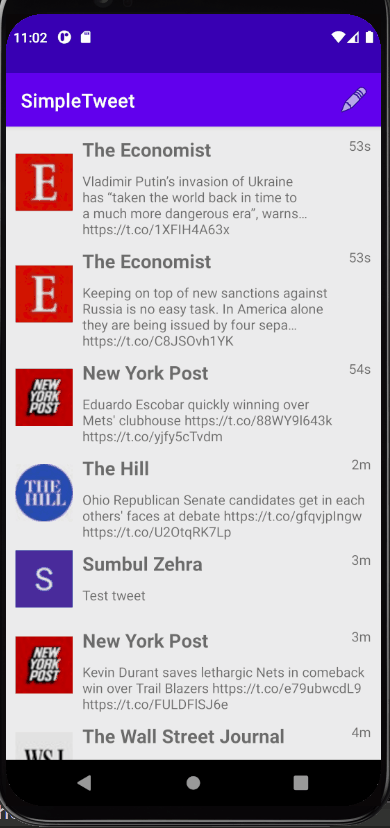 11:02
SimpleTweet
E
The Economist 53s
Vladimir Putin's invasion of Ukraine
has “taken the world back in time to
a much more dangerous era”, warns…
https://t.co/1XFIH4A63x
E
The Economist 53s
Keeping on top of new sanctions against
Russia is no easy task. In America alone
they are being issued by four sepa…
https://t.co/C8JSOvh1YK
NEW
YORK
POST
New York Post 54s
Eduardo Escobar quickly winning over
Mets' clubhouse https://t.co/88WY9l643k
https://t.co/yjfy5cTvdm
THE
HILL
The Hill 2m
Ohio Republican Senate candidates get in each
others' faces at debate https://t.co/gfqvjpIngw
https://t.co/U2OtqRK7Lp
S
Sumbul Zehra 3m
Test tweet
NEW
YORK
POST
New York Post 3m
Kevin Durant saves lethargic Nets in comeback
win over Trail Blazers https://t.co/e79ubwcdL9
https://t.co/FULDFlSJ6e
WSJ
The Wall Street Journal 4m